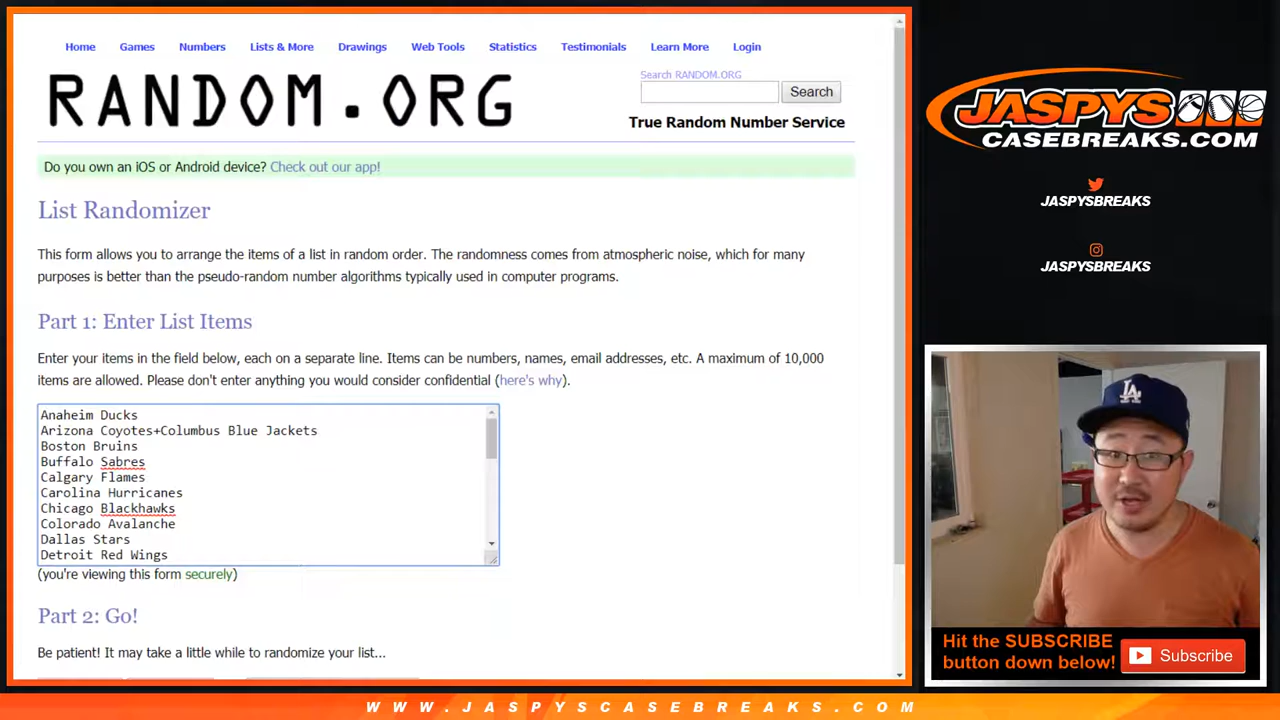 Home
Games
Numbers
Lists & More
Drawings
Web Tools
Statistics
Testimonials
Learn More
Login
RANDOM.ORG
Search RANDOM.ORG
Search
True Random Number Service
Do you own an iOS or Android device? Check out our app!
List Randomizer
This form allows you to arrange the items of a list in random order. The randomness comes from atmospheric noise, which for many
purposes is better than the pseudo-random number algorithms typically used in computer programs.
Part 1: Enter List Items
Enter your items in the field below, each on a separate line. Items can be numbers, names, email addresses, etc. A maximum of 10,000
items are allowed. Please don't enter anything you would consider confidential (here's why).
Anaheim Ducks
Arizona Coyotes+Columbus Blue Jackets
Boston Bruins
Buffalo Sabres
Calgary Flames
Carolina Hurricanes
Chicago Blackhawks
Colorado Avalanche
Dallas Stars
Detroit Red Wings
(you're viewing this form securely)
Part 2: Go!
Be patient! It may take a little while to randomize your list...
JASPYS
CASEBREAKS.COM
JASPYSBREAKS
JASPYSBREAKS
LA
Hit the SUBSCRIBE
button down below!
Subscribe
WWW.JASPYSCASEBREAKS.COM